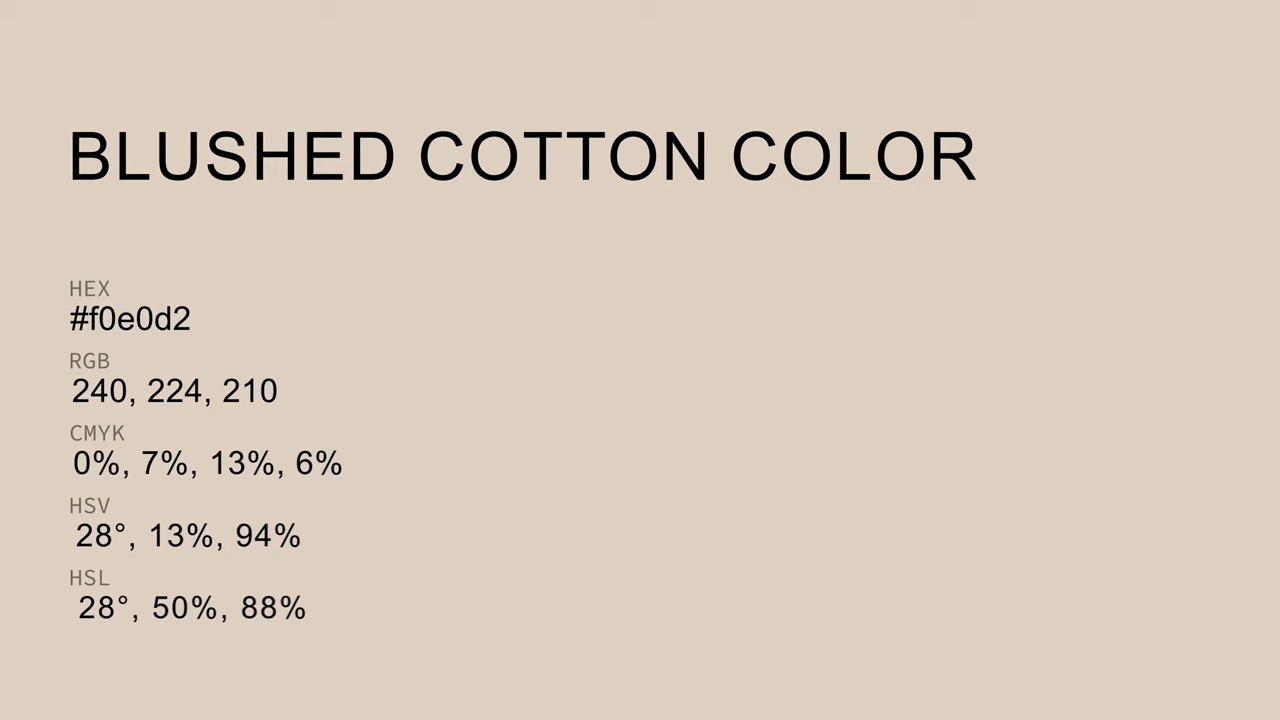 BLUSHED COTTON COLOR
HEX
#f0e0d2
RGB
240, 224, 210
CMYK
0%, 7%, 13%, 6%
HSV
28°, 13%, 94%
HSL
28°, 50%, 88%